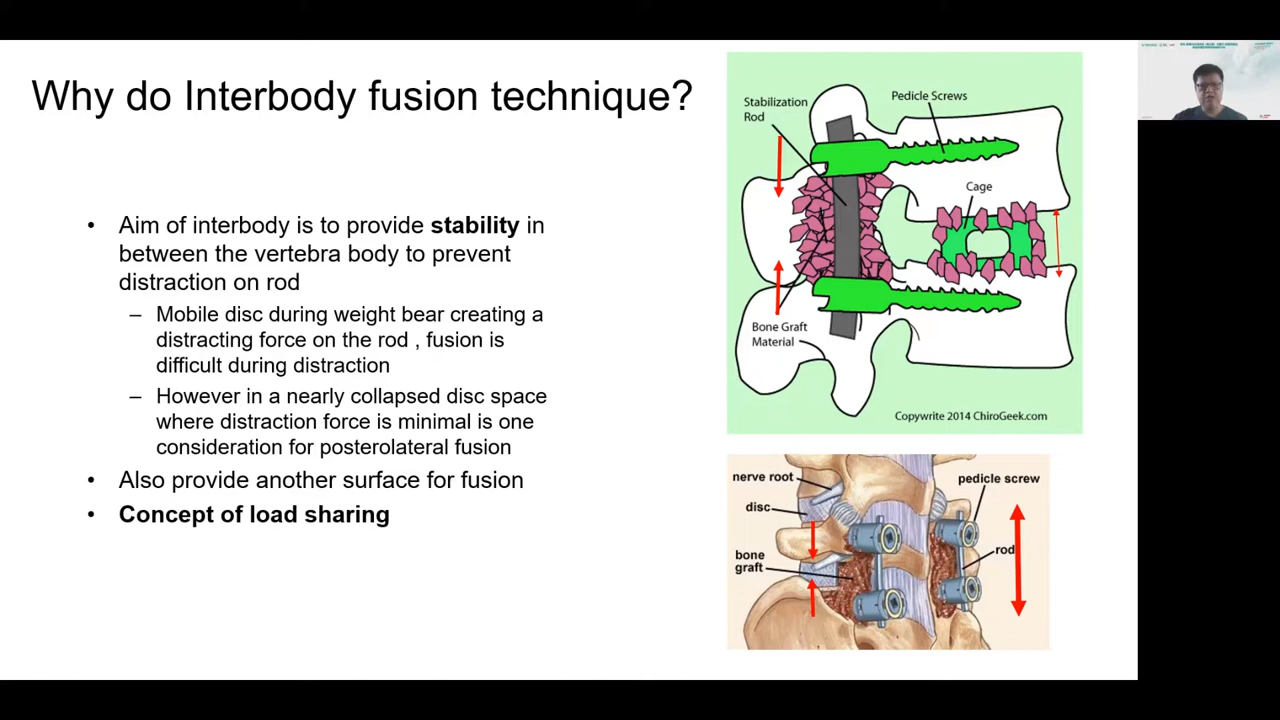 Why do Interbody fusion technique?
• Aim of interbody is to provide stability in
between the vertebra body to prevent
distraction on rod
– Mobile disc during weight bear creating a
distracting force on the rod , fusion is
difficult during distraction
– However in a nearly collapsed disc space
where distraction force is minimal is one
consideration for posterolateral fusion
• Also provide another surface for fusion
• Concept of load sharing
Stabilization
Rod
Pedicle Screws
Cage
Bone Graft
Material
Copywrite 2014 ChiroGeek.com
nerve root
pedicle screw
disc
rod
bone
graft